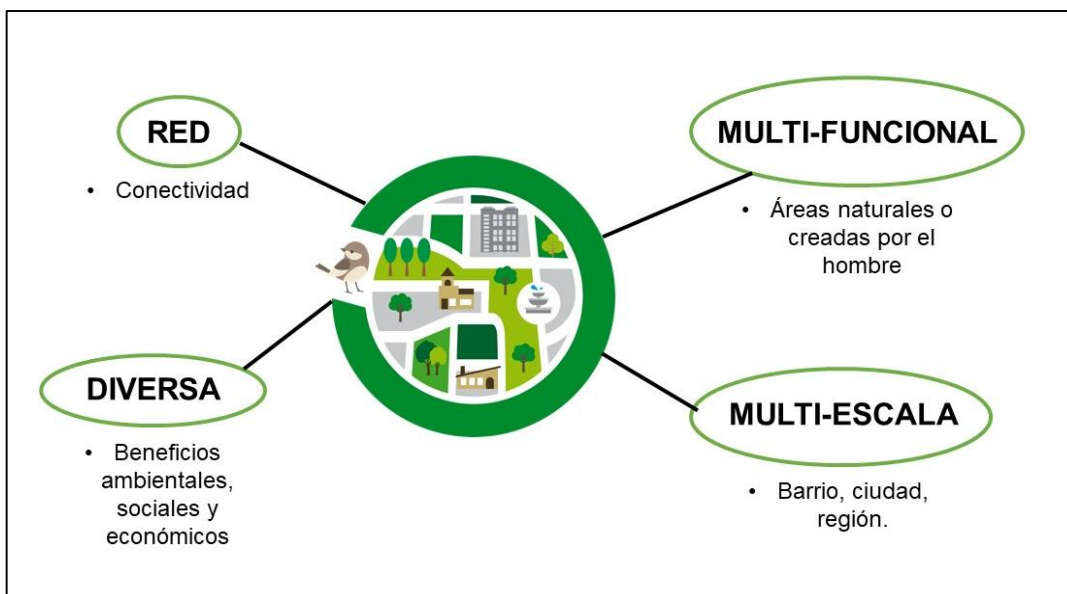 RED
• Conectividad
MULTI-FUNCIONAL
• Áreas naturales o
creadas por el
hombre
DIVERSA
• Beneficios
ambientales,
sociales y
económicos
MULTI-ESCALA
• Barrio, ciudad,
región.